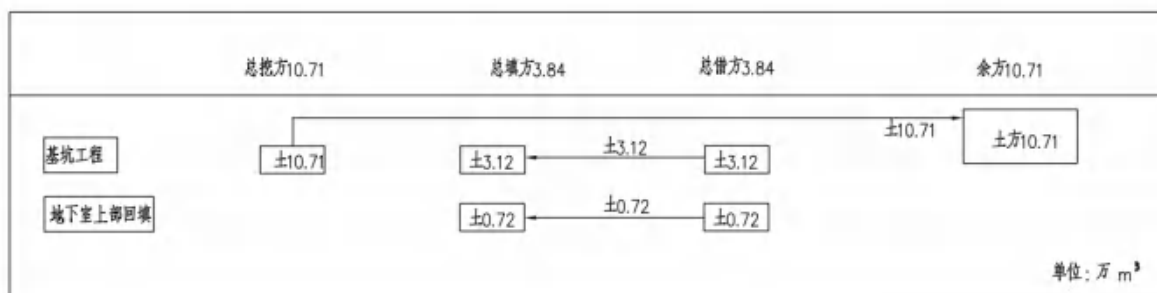 总挖方10.71 总填方3.84 总借方3.84 余方10.71
土10.71 土方10.71
基坑工程 土10.71 土3.12 土3.12 土3.12
地下室上部回填 土0.72 土0.72 土0.72
单位：万 m³